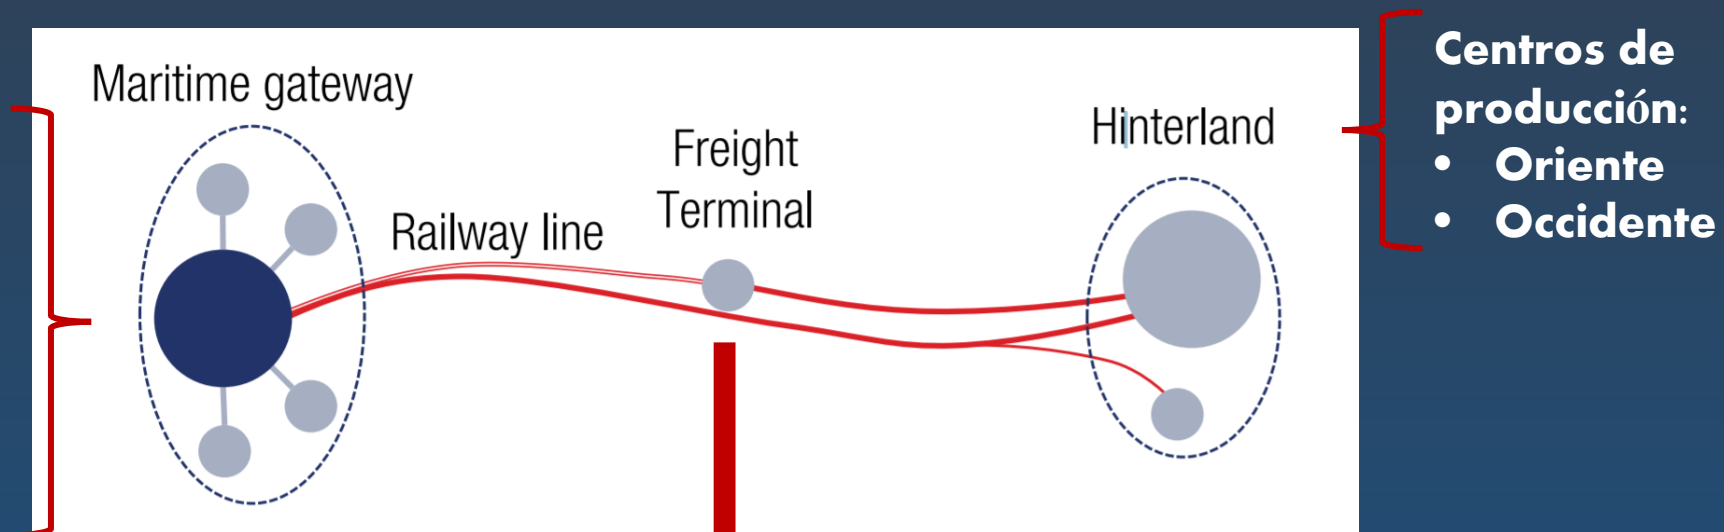 Maritime gateway
Railway line
Freight
Terminal
Hinterland
Centros de
producción:
• Oriente
• Occidente